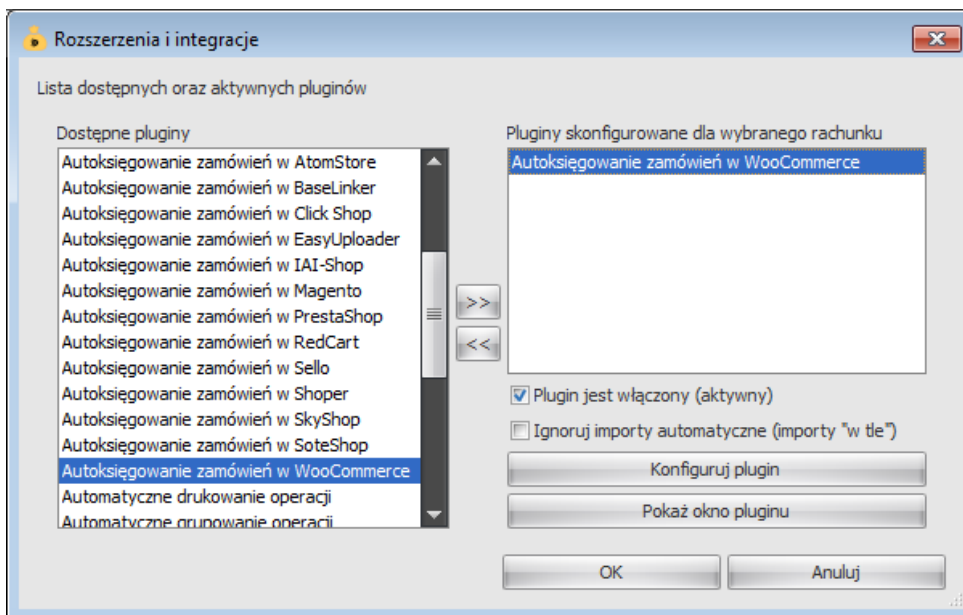 Rozszerzenia i integracje
Lista dostępnych oraz aktywnych pluginów
Dostępne pluginy
Autoksięgowanie zamówień w AtomStore
Autoksięgowanie zamówień w BaseLinker
Autoksięgowanie zamówień w Click Shop
Autoksięgowanie zamówień w EasyUploader
Autoksięgowanie zamówień w IAI-Shop
Autoksięgowanie zamówień w Magento
Autoksięgowanie zamówień w PrestaShop
Autoksięgowanie zamówień w RedCart
Autoksięgowanie zamówień w Sello
Autoksięgowanie zamówień w Shoper
Autoksięgowanie zamówień w SkyShop
Autoksięgowanie zamówień w SoteShop
Autoksięgowanie zamówień w WooCommerce
Automatyczne drukowanie operacji
Automatyczne grupowanie operacji
>>
<<
Pluginy skonfigurowane dla wybranego rachunku
Autoksięgowanie zamówień w WooCommerce
Plugin jest włączony (aktywny)
Ignoruj importy automatyczne (importy "w tle")
Konfiguruj plugin
Pokaż okno pluginu
OK
Anuluj